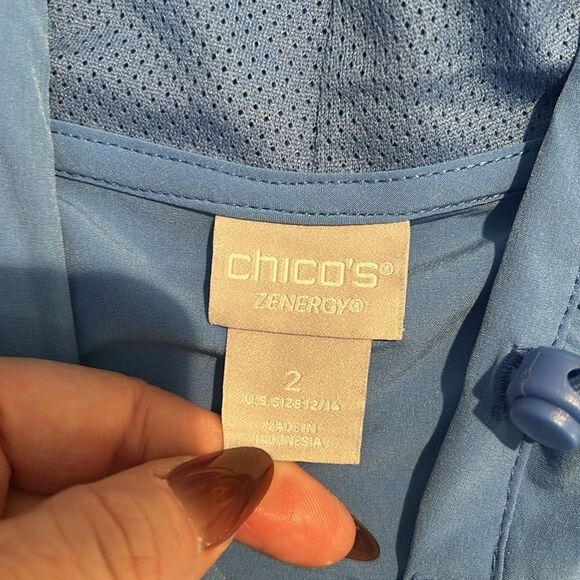 chico's®
ZENERGY®
2
U.S. SIZE 12/14
MADE IN
INDONESIA